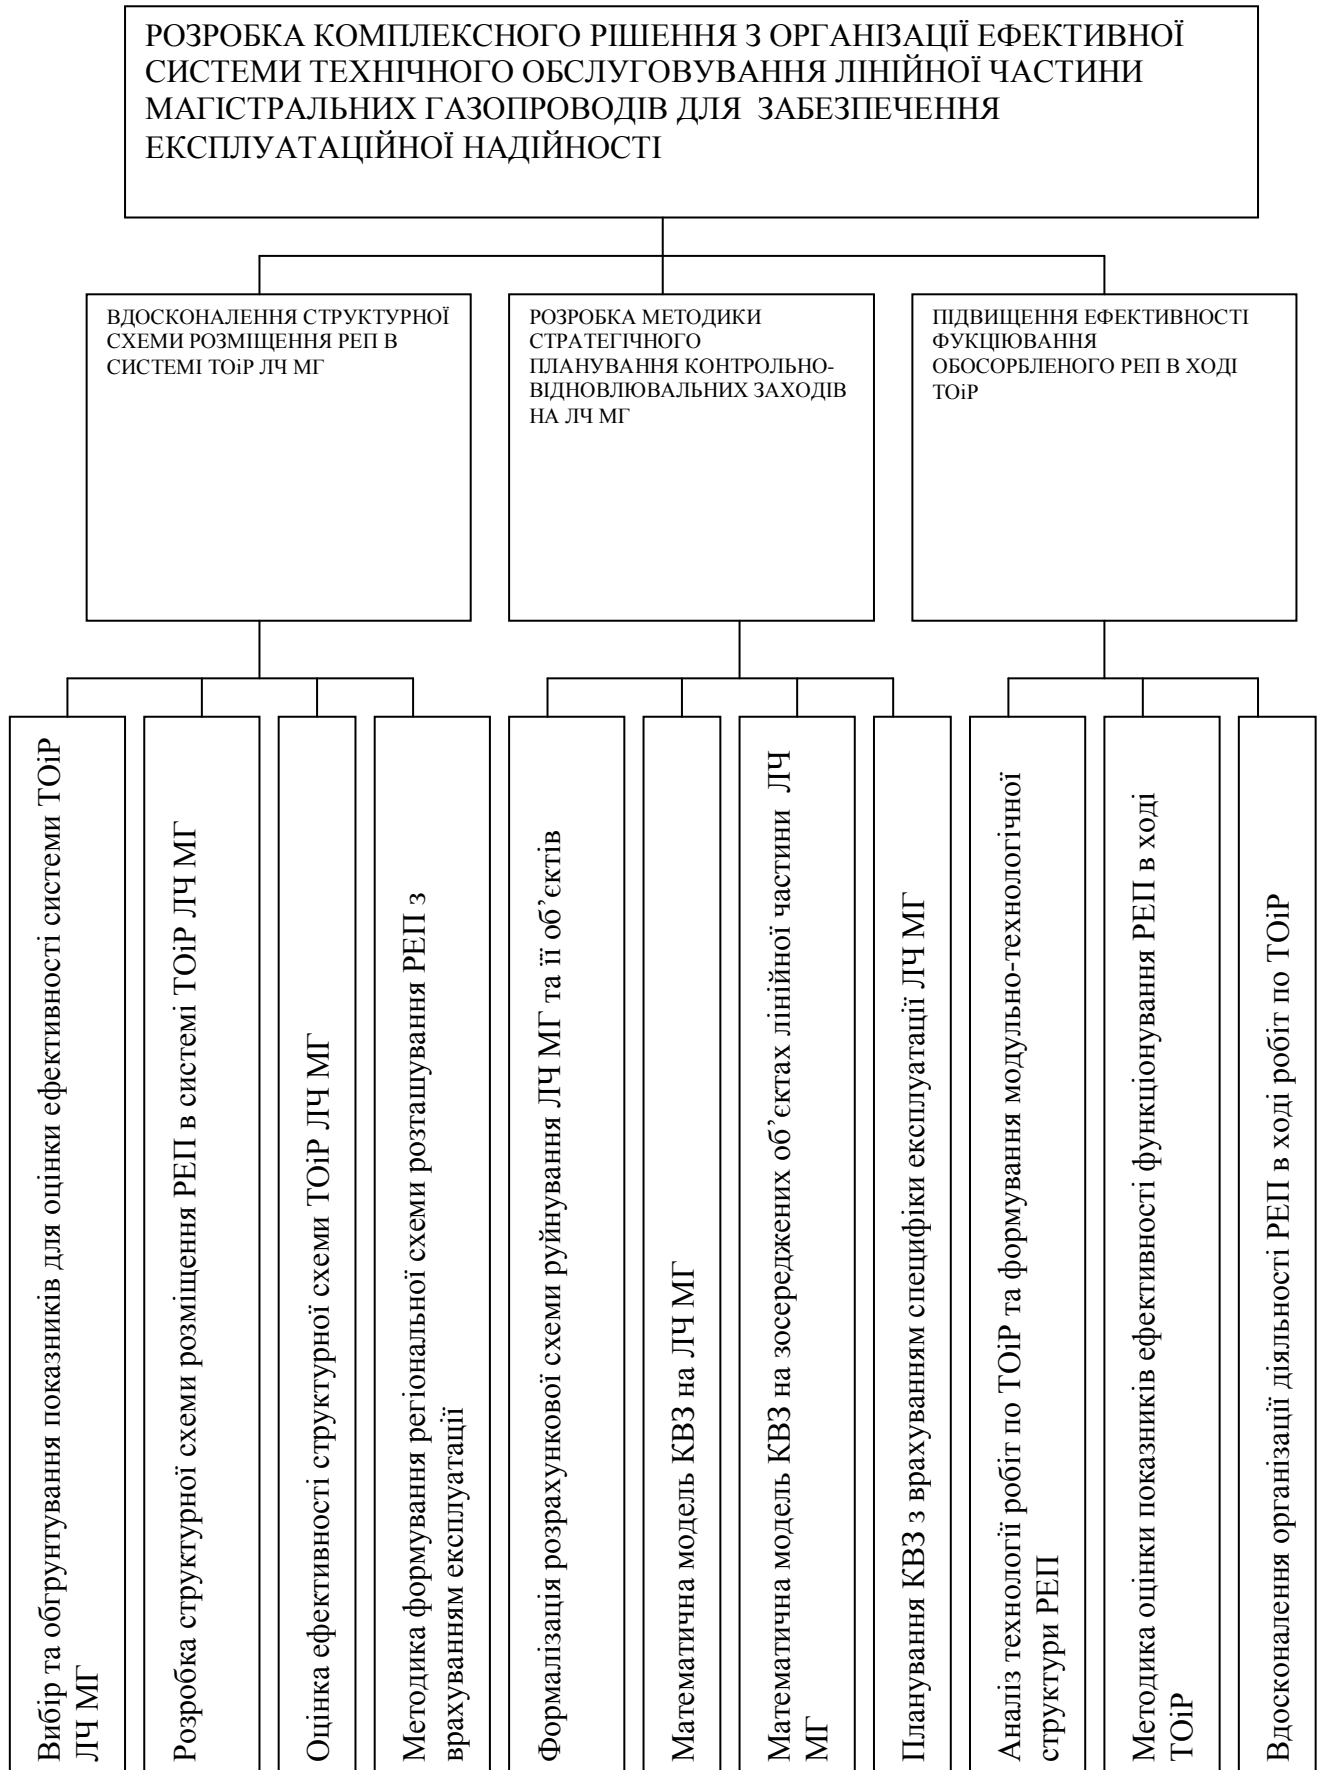 РОЗРОБКА КОМПЛЕКСНОГО РІШЕННЯ З ОРГАНІЗАЦІЇ ЕФЕКТИВНОЇ
СИСТЕМИ ТЕХНІЧНОГО ОБСЛУГОВУВАННЯ ЛІНІЙНОЇ ЧАСТИНИ
МАГІСТРАЛЬНИХ ГАЗОПРОВОДІВ ДЛЯ ЗАБЕЗПЕЧЕННЯ
ЕКСПЛУАТАЦІЙНОЇ НАДІЙНОСТІ
ВДОСКОНАЛЕННЯ СТРУКТУРНОЇ
СХЕМИ РОЗМІЩЕННЯ РЕП В
СИСТЕМІ ТОіР ЛЧ МГ
РОЗРОБКА МЕТОДИКИ
СТРАТЕГІЧНОГО
ПЛАНУВАННЯ КОНТРОЛЬНО-
ВІДНОВЛЮВАЛЬНИХ ЗАХОДІВ
НА ЛЧ МГ
ПІДВИЩЕННЯ ЕФЕКТИВНОСТІ
ФУКЦІЮВАННЯ
ОБОСОРБЛЕНОГО РЕП В ХОДІ
ТОіР
Вибір та обгрунтування показників для оцінки ефективності системи ТОіР
ЛЧ МГ
Розробка структурної схеми розміщення РЕП в системі ТОіР ЛЧ МГ
Оцінка ефективності структурної схеми ТОіР ЛЧ МГ
Методика формування регіональної схеми розташування РЕП з
врахуванням експлуатації
Формалізація розрахункової схеми руйнування ЛЧ МГ та її об’єктів
Математична модель КВЗ на ЛЧ МГ
Математична модель КВЗ на зосереджених об’єктах лінійної частини ЛЧ
МГ
Планування КВЗ з врахуванням специфіки експлуатації ЛЧ МГ
Аналіз технології робіт по ТОіР та формування модульно-технологічної
структури РЕП
Методика оцінки показників ефективності функціонування РЕП в ході
ТОіР
Вдосконалення організації діяльності РЕП в ході робіт по ТОіР